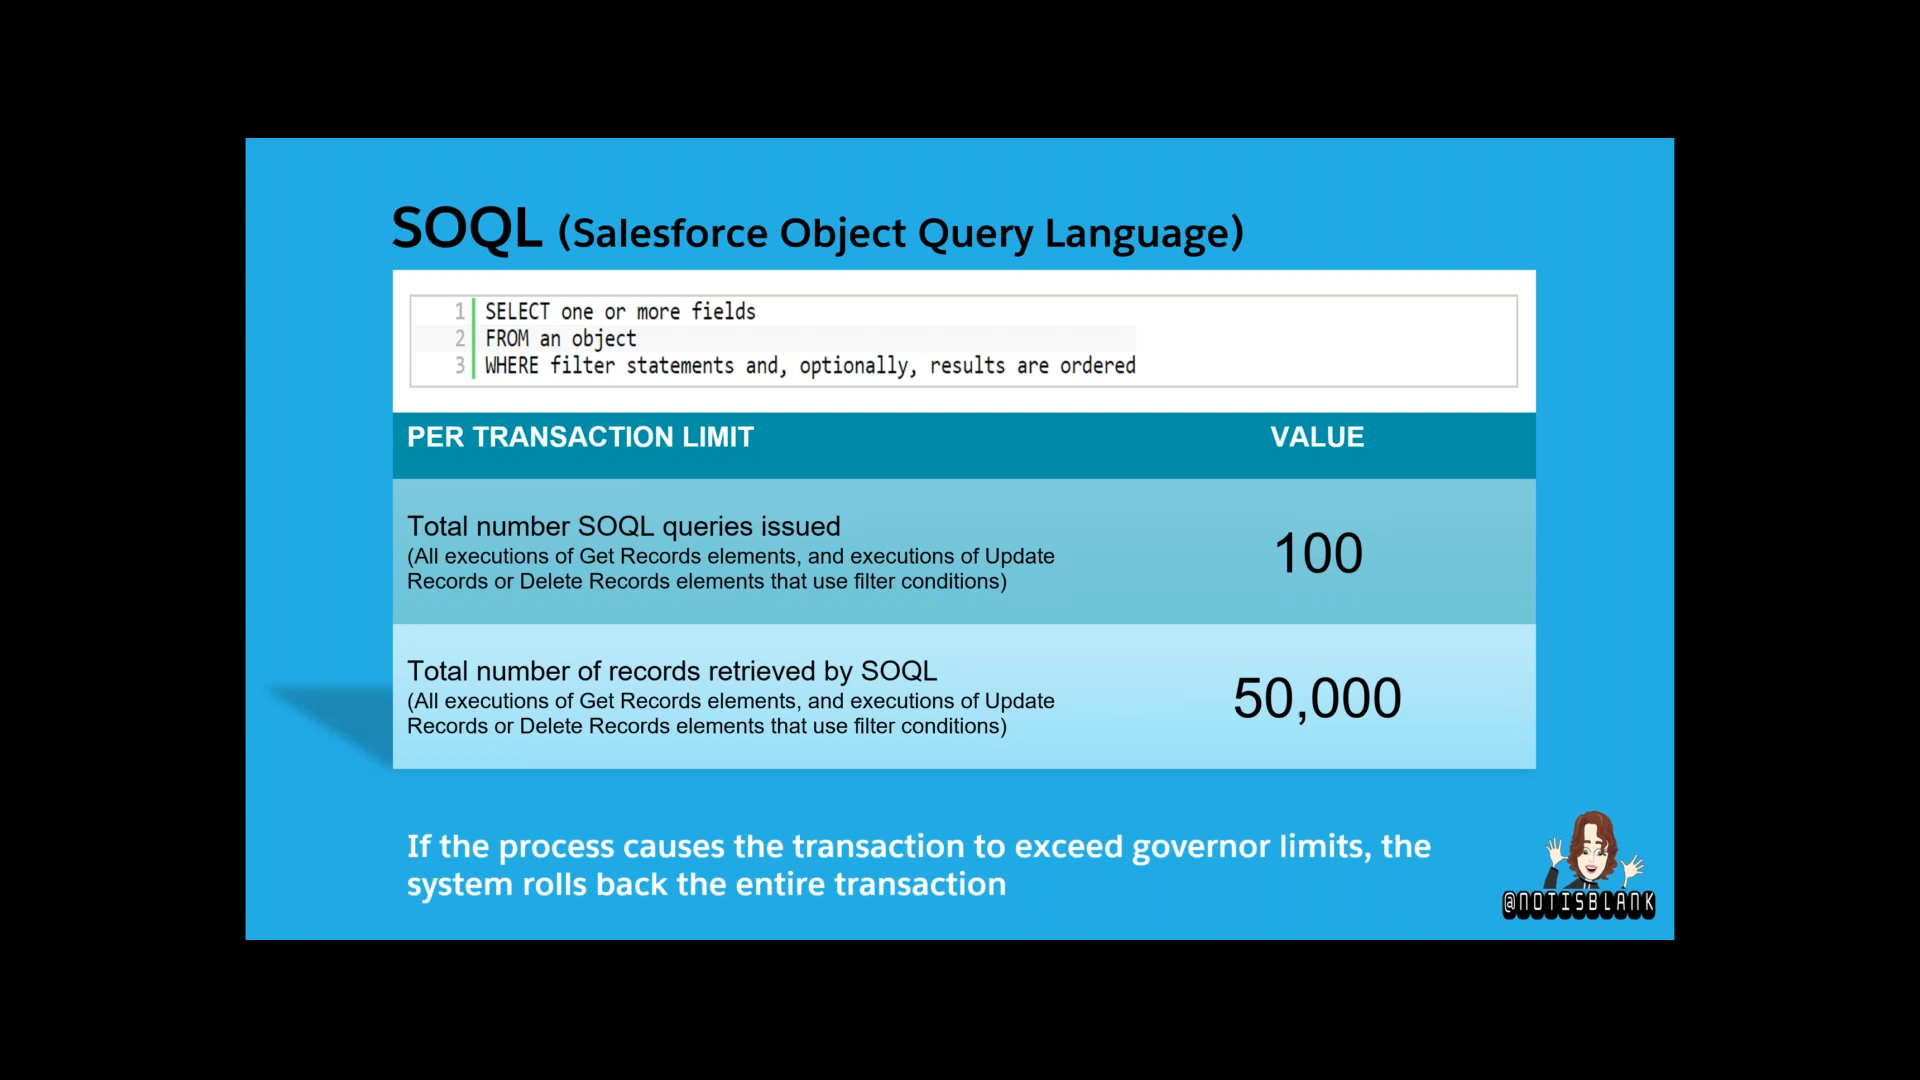 SOQL (Salesforce Object Query Language)
1 SELECT one or more fields
2 FROM an object
3 WHERE filter statements and, optionally, results are ordered
PER TRANSACTION LIMIT VALUE
Total number SOQL queries issued
(All executions of Get Records elements, and executions of Update
Records or Delete Records elements that use filter conditions)
100
Total number of records retrieved by SOQL
(All executions of Get Records elements, and executions of Update
Records or Delete Records elements that use filter conditions)
50,000
If the process causes the transaction to exceed governor limits, the
system rolls back the entire transaction
@NOTISBLANK